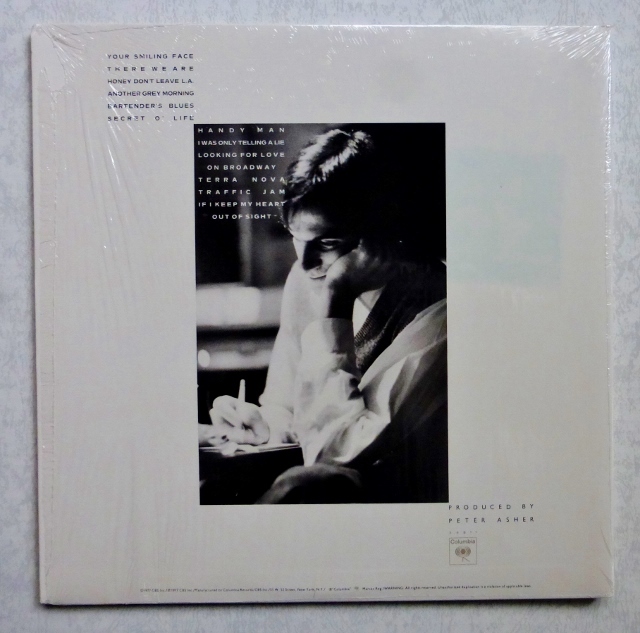 YOUR SMILING FACE
THERE WE ARE
HONEY DON'T LEAVE L.A.
ANOTHER GREY MORNING
BARTENDER'S BLUES
SECRET O' LIFE
HANDY MAN
I WAS ONLY TELLING A LIE
LOOKING FOR LOVE
ON BROADWAY
TERRA NOVA
TRAFFIC JAM
IF I KEEP MY HEART
OUT OF SIGHT
PRODUCED BY
PETER ASHER
Columbia